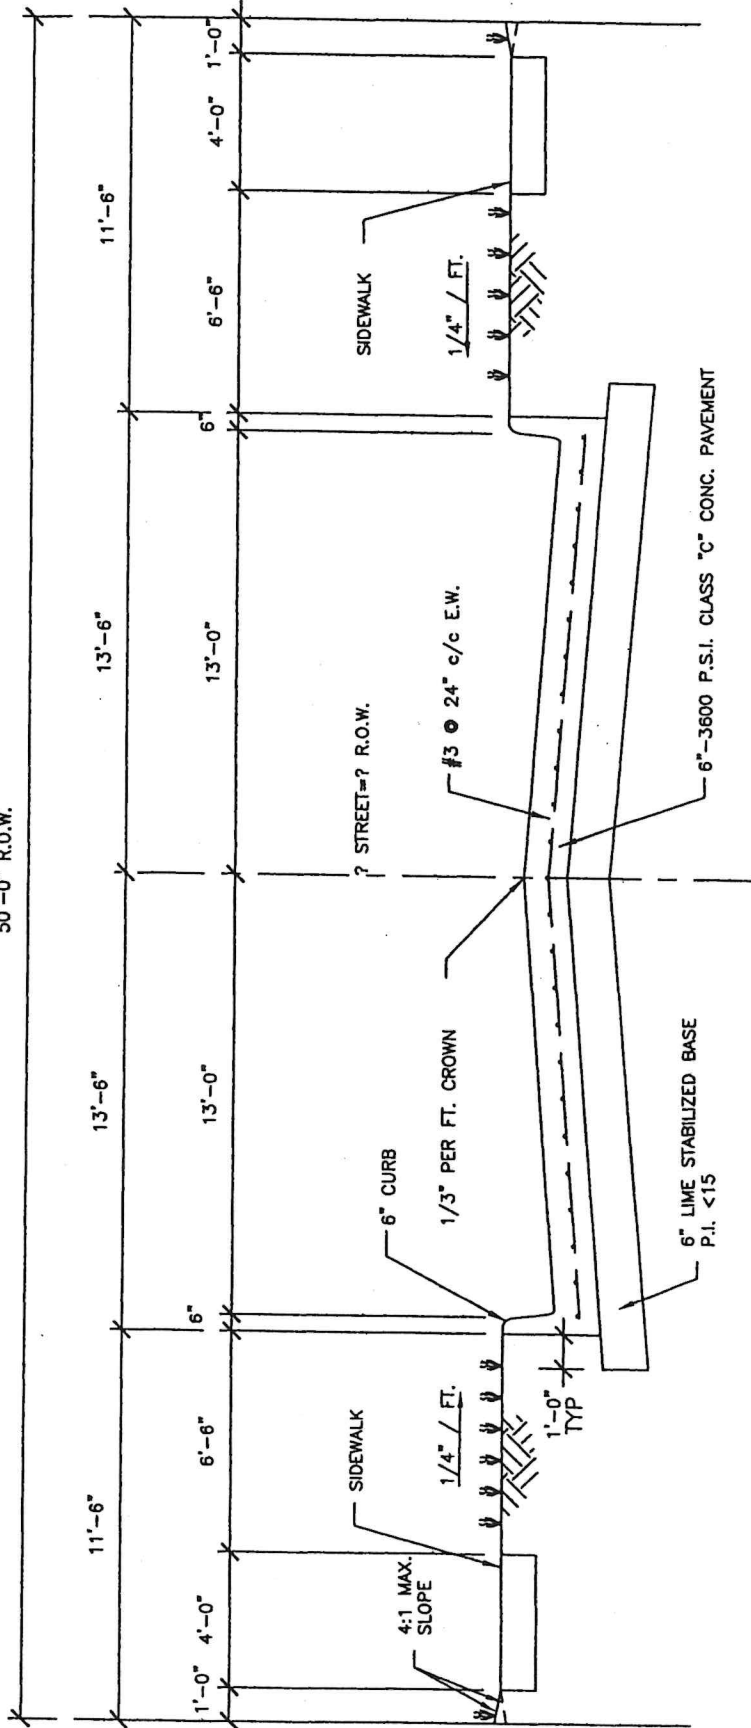 50'-0" R.O.W.
11'-6"
13'-6"
13'-6"
11'-6"
1'-0"
4'-0"
6'-6"
6"
13'-0"
13'-0"
6"
6'-6"
4'-0"
1'-0"
? STREET=? R.O.W.
SIDEWALK
6" CURB
SIDEWALK
4:1 MAX.
SLOPE
1/4" / FT.
1/3" PER FT. CROWN
#3 @ 24" c/c E.W.
1/4" / FT.
1'-0"
TYP
6" LIME STABILIZED BASE
P.I. <15
6"-3600 P.S.I. CLASS "C" CONC. PAVEMENT